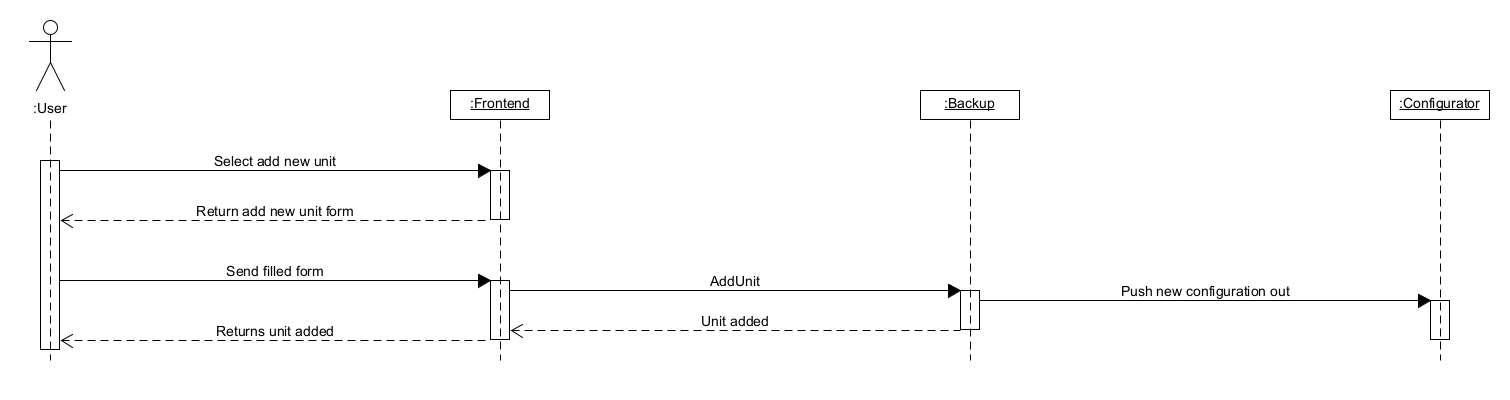 :User
:Frontend
:Backup
:Configurator
Select add new unit
Return add new unit form
Send filled form
AddUnit
Push new configuration out
Unit added
Returns unit added